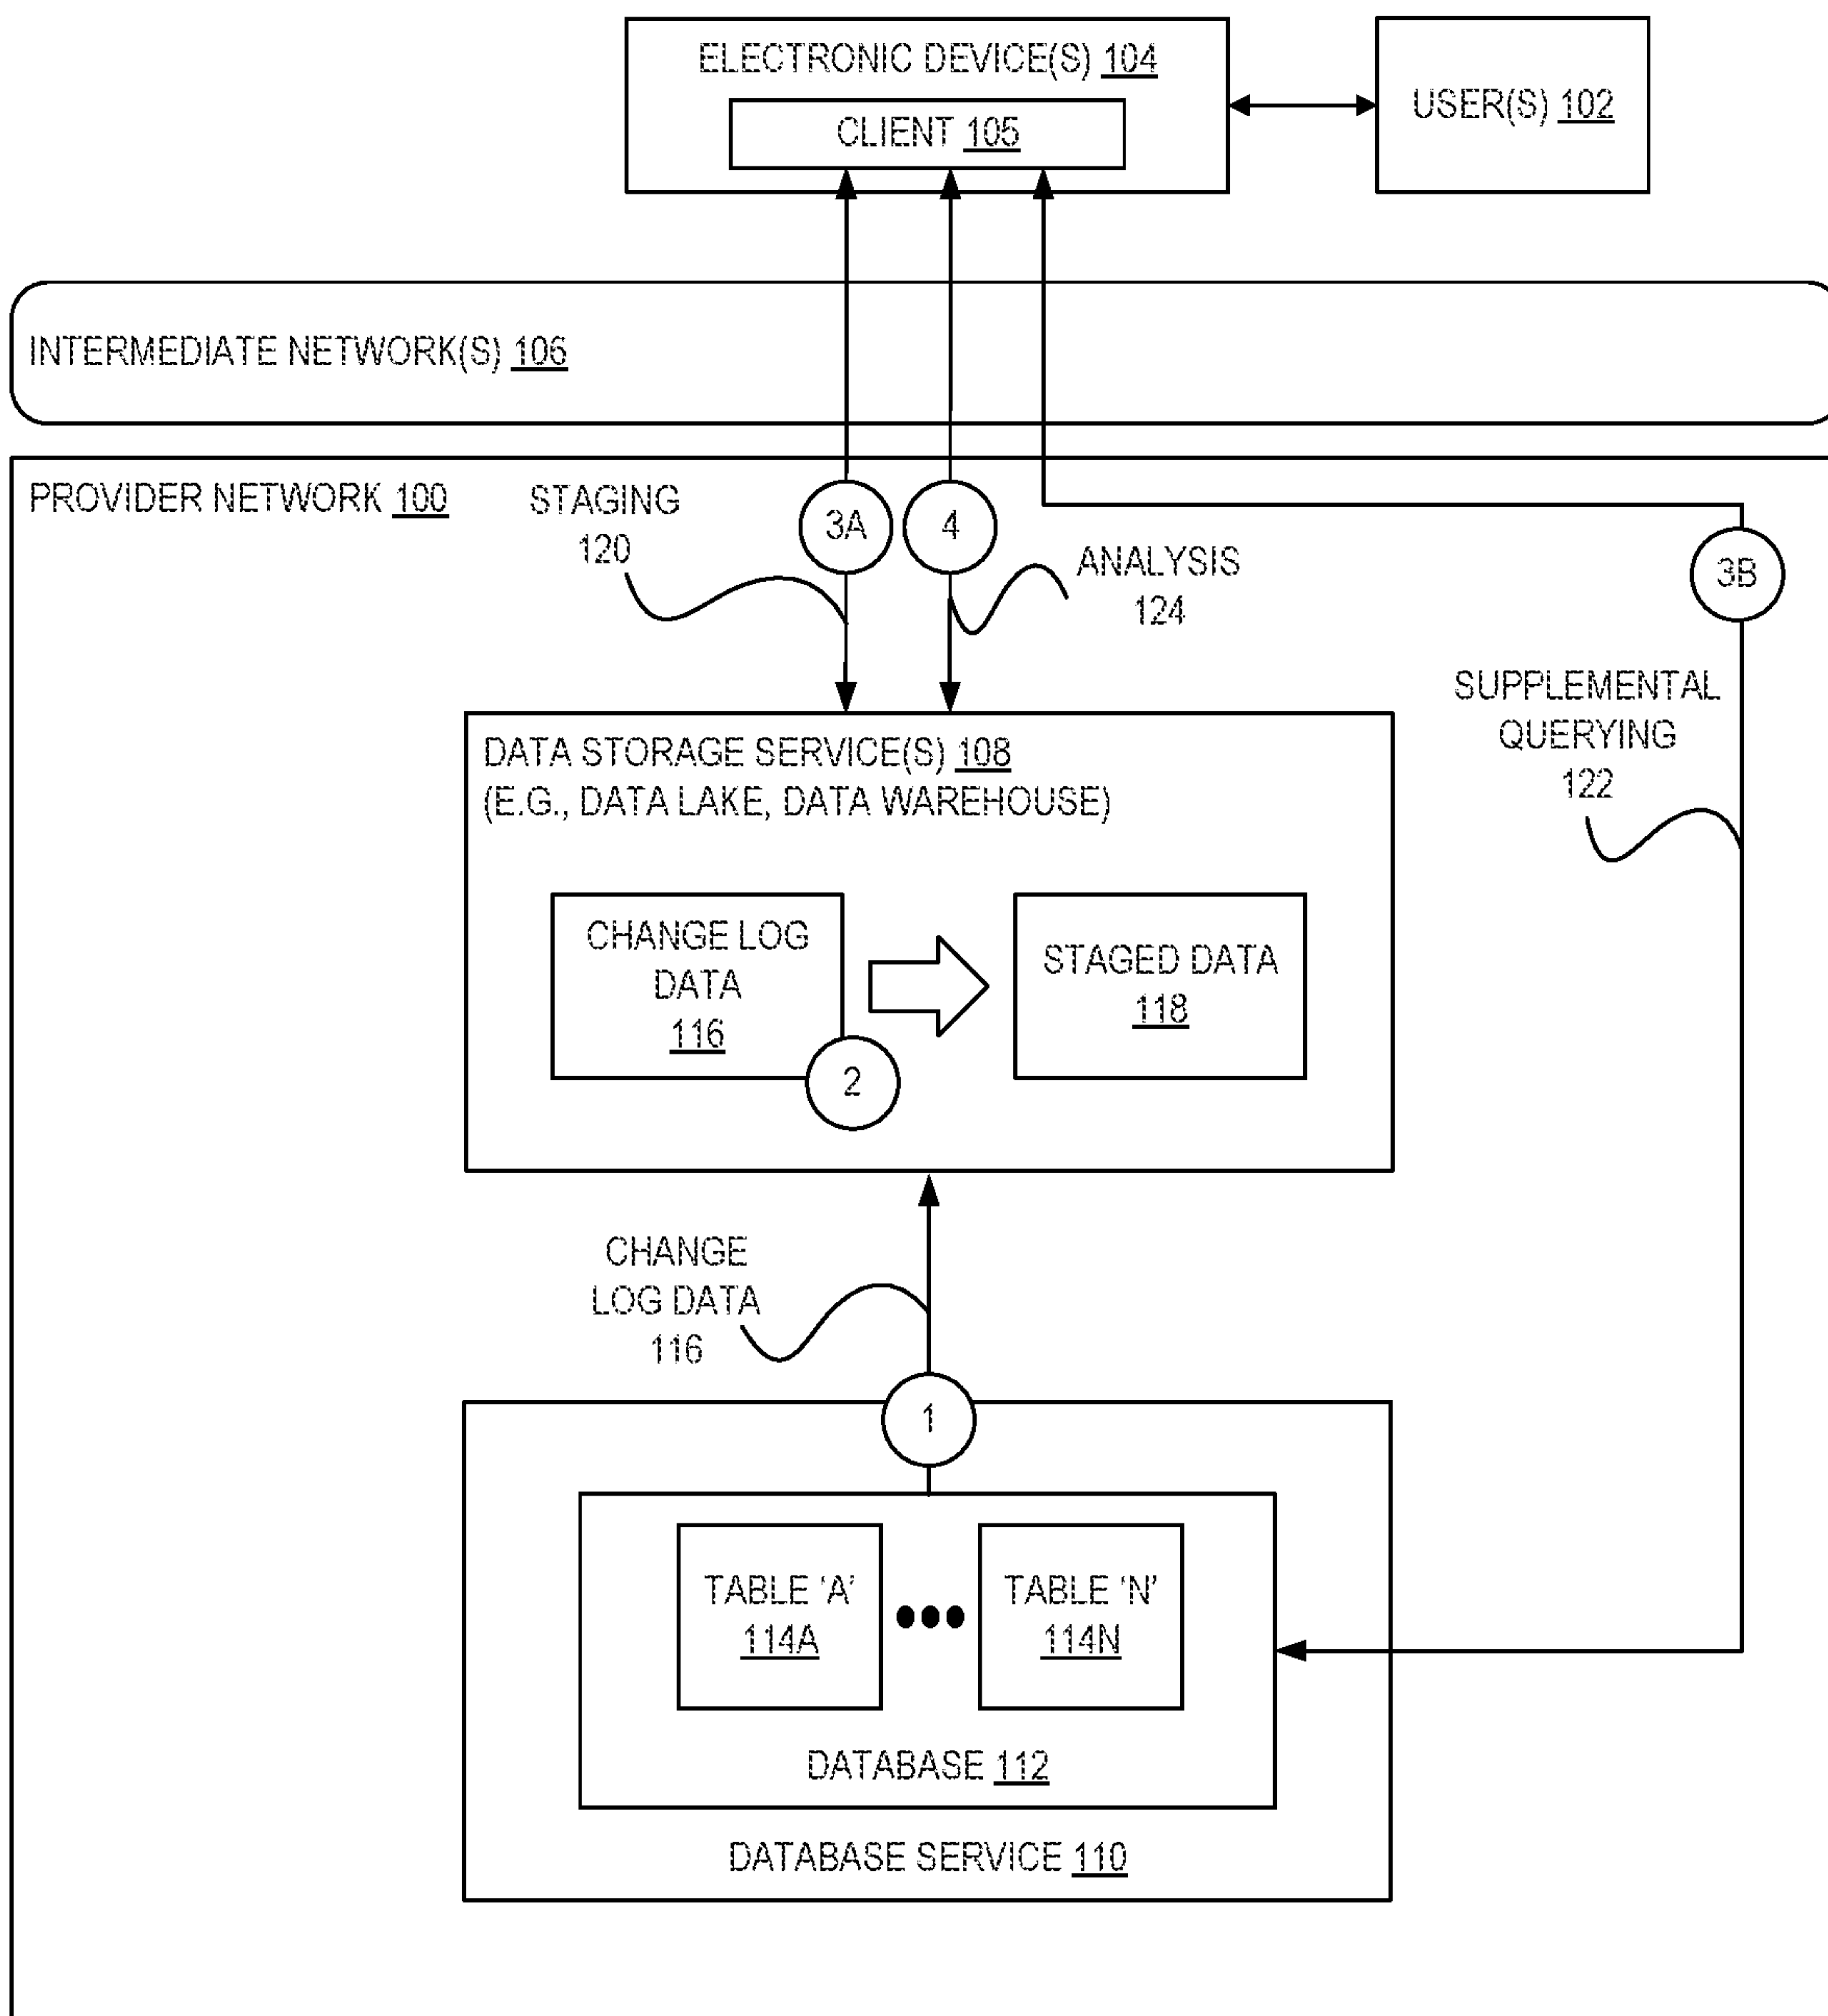 ELECTRONIC DEVICE(S) 104
CLIENT 105
USER(S) 102
INTERMEDIATE NETWORK(S) 106
PROVIDER NETWORK 100
STAGING
120
3A
4
ANALYSIS
124
3B
SUPPLEMENTAL
QUERYING
122
DATA STORAGE SERVICE(S) 108
(E.G., DATA LAKE, DATA WAREHOUSE)
CHANGE LOG
DATA
116
2
STAGED DATA
118
CHANGE
LOG DATA
116
1
TABLE ‘A’
114A
TABLE ‘N’
114N
DATABASE 112
DATABASE SERVICE 110